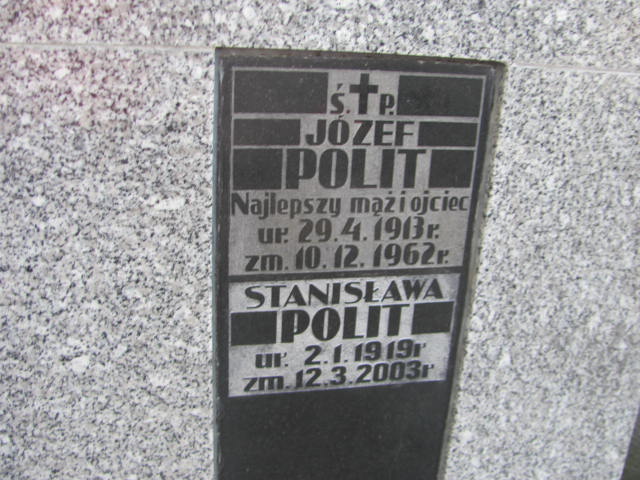 Ś.✝P.
JÓZEF
POLIT
Najlepszy mąż i ojciec
ur. 29.4.1913r.
zm. 10.12.1962r.
STANISŁAWA
POLIT
ur. 2.1.1919r
zm. 12.3.2003r